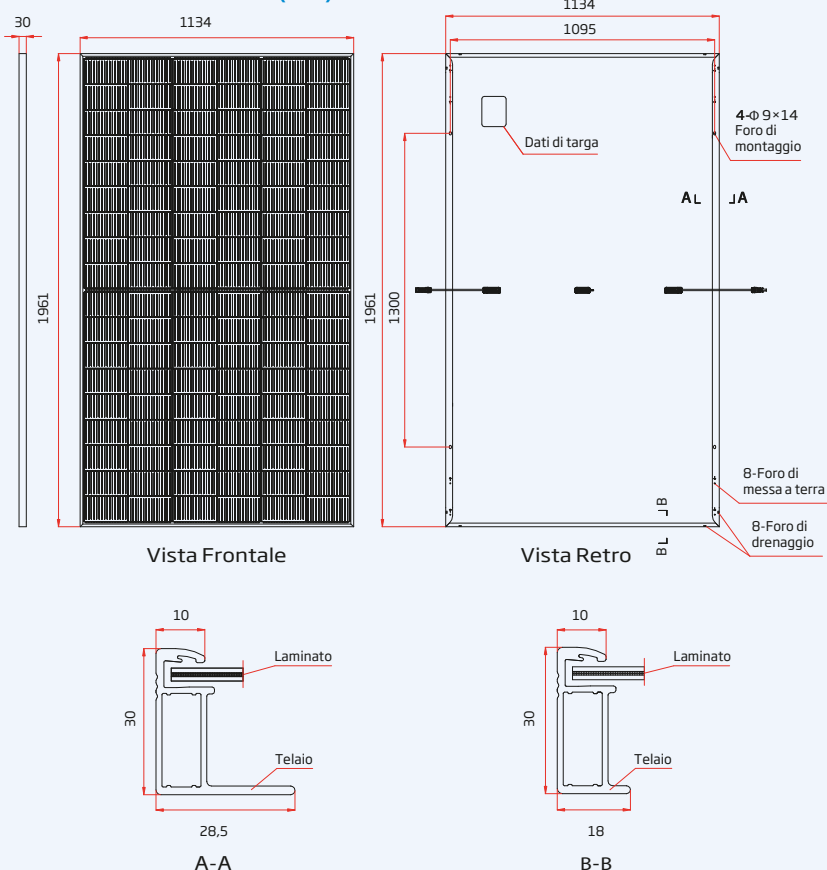 30
1134
1961
Vista Frontale
1134
1095
1961
1300
Dati di targa
4-Φ 9×14
Foro di
montaggio
A
A
8-Foro di
messa a terra
8-Foro di
drenaggio
B
B
Vista Retro
10
30
Laminato
Telaio
28,5
A-A
10
30
Laminato
Telaio
18
B-B